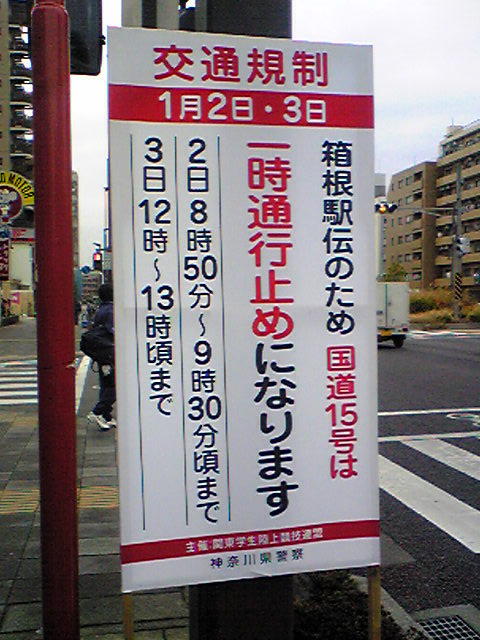 交通規制
1月2日・3日
箱根駅伝のため 国道15号は
一時通行止めになります
2日8時50分～9時30分頃まで
3日12時～13時頃まで
主催:関東学生陸上競技連盟
神奈川県警察
MOTOR